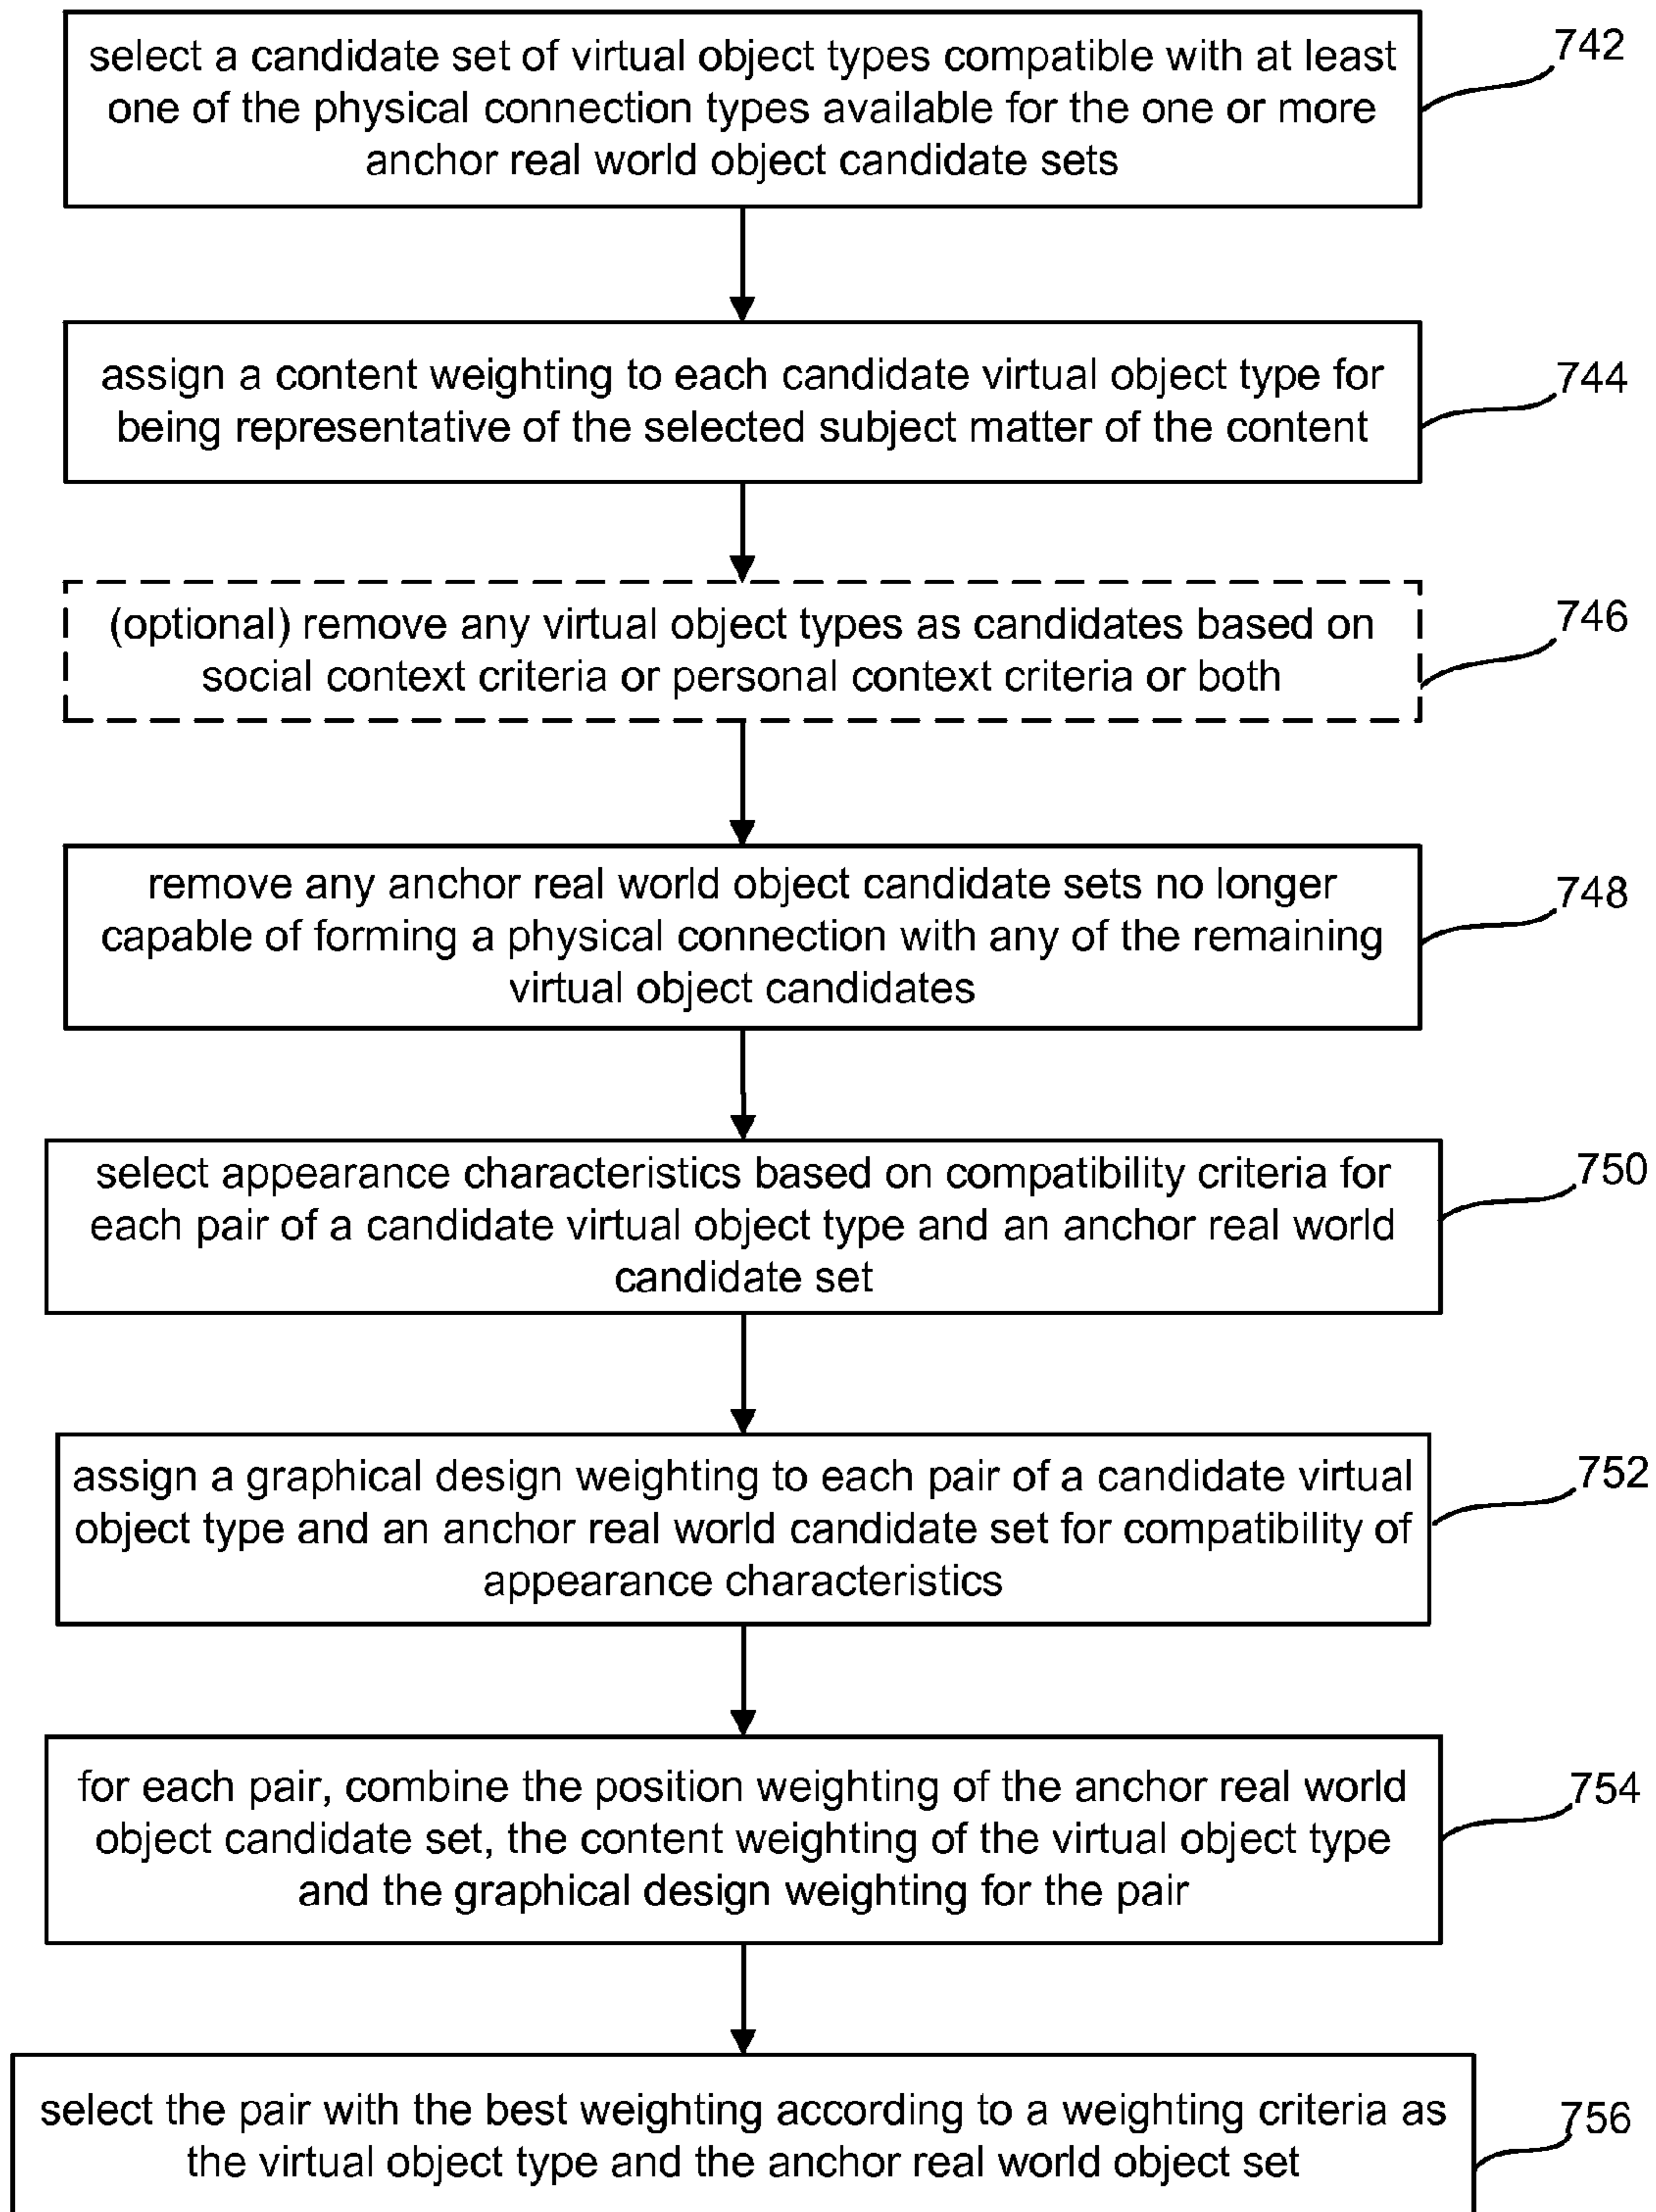 select a candidate set of virtual object types compatible with at least
one of the physical connection types available for the one or more
anchor real world object candidate sets
742
assign a content weighting to each candidate virtual object type for
being representative of the selected subject matter of the content
744
(optional) remove any virtual object types as candidates based on
social context criteria or personal context criteria or both
746
remove any anchor real world object candidate sets no longer
capable of forming a physical connection with any of the remaining
virtual object candidates
748
select appearance characteristics based on compatibility criteria for
each pair of a candidate virtual object type and an anchor real world
candidate set
750
assign a graphical design weighting to each pair of a candidate virtual
object type and an anchor real world candidate set for compatibility of
appearance characteristics
752
for each pair, combine the position weighting of the anchor real world
object candidate set, the content weighting of the virtual object type
and the graphical design weighting for the pair
754
select the pair with the best weighting according to a weighting criteria as
the virtual object type and the anchor real world object set
756